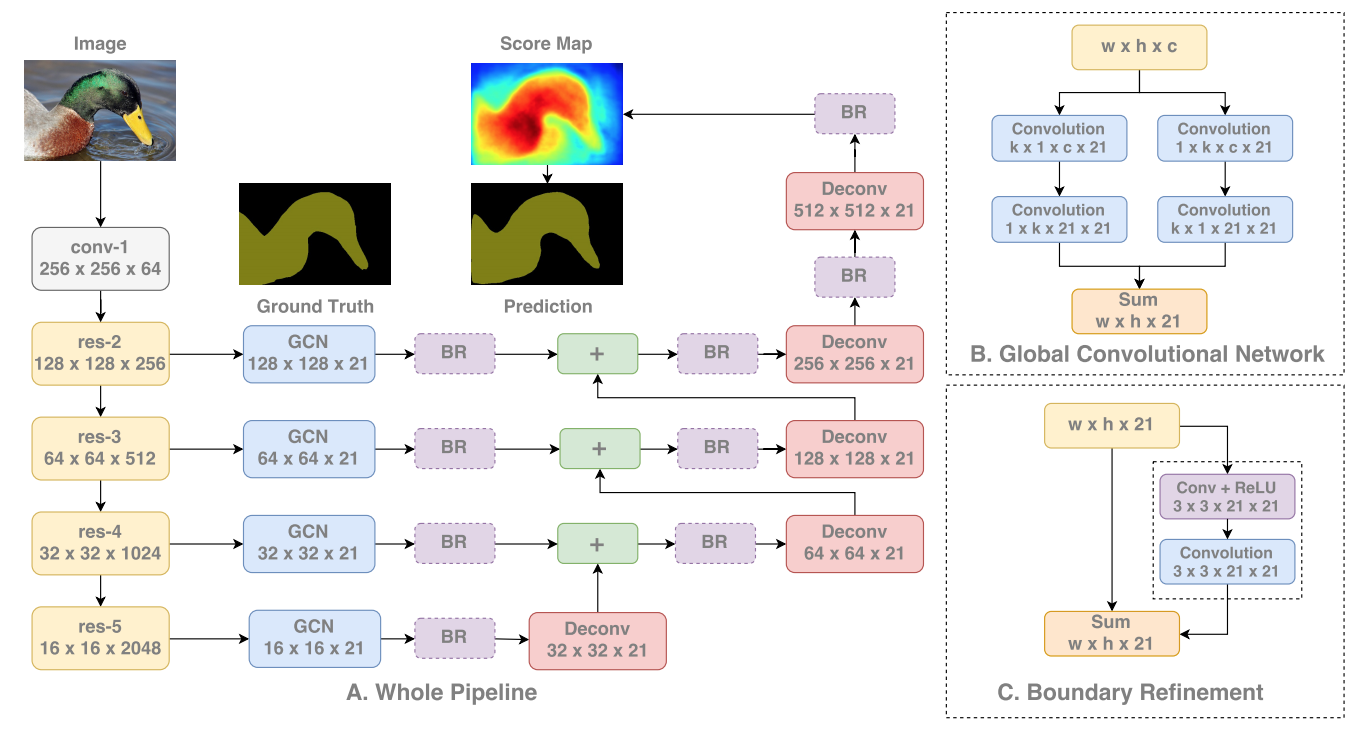 Image
Score Map
conv-1
256 x 256 x 64
Ground Truth
Prediction
BR
Deconv
512 x 512 x 21
BR
res-2
128 x 128 x 256
GCN
128 x 128 x 21
BR
+
BR
Deconv
256 x 256 x 21
res-3
64 x 64 x 512
GCN
64 x 64 x 21
BR
+
BR
Deconv
128 x 128 x 21
res-4
32 x 32 x 1024
GCN
32 x 32 x 21
BR
+
BR
Deconv
64 x 64 x 21
res-5
16 x 16 x 2048
GCN
16 x 16 x 21
BR
Deconv
32 x 32 x 21
A. Whole Pipeline
w x h x c
Convolution
k x 1 x c x 21
Convolution
1 x k x c x 21
Convolution
1 x k x 21 x 21
Convolution
k x 1 x 21 x 21
Sum
w x h x 21
B. Global Convolutional Network
w x h x 21
Conv + ReLU
3 x 3 x 21 x 21
Convolution
3 x 3 x 21 x 21
Sum
w x h x 21
C. Boundary Refinement